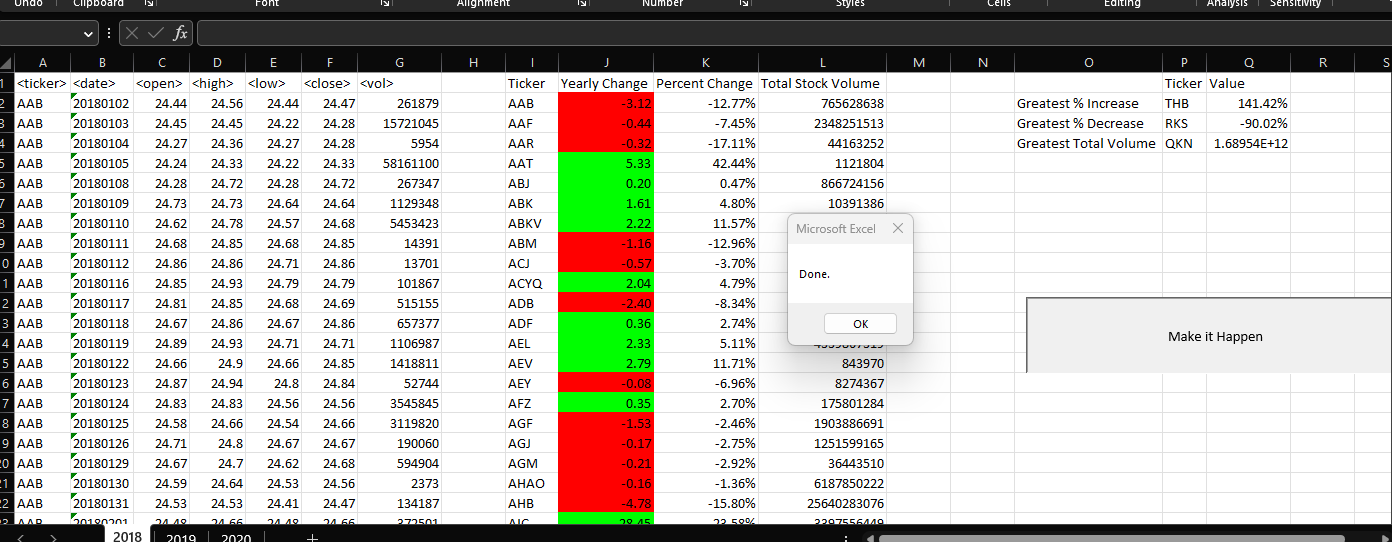 Undo Clipboard Font Alignment Number Styles Cells Editing Analysis Sensitivity
fx
A B C D E F G H I J K L M N O P Q R S
1 <ticker> <date> <open> <high> <low> <close> <vol> Ticker Yearly Change Percent Change Total Stock Volume Ticker Value
2 AAB 20180102 24.44 24.56 24.44 24.47 261879 AAB -3.12 -12.77% 765628638 Greatest % Increase THB 141.42%
3 AAB 20180103 24.45 24.45 24.22 24.28 15721045 AAF -0.44 -7.45% 2348251513 Greatest % Decrease RKS -90.02%
4 AAB 20180104 24.27 24.36 24.27 24.28 5954 AAR -0.32 -17.11% 44163252 Greatest Total Volume QKN 1.68954E+12
5 AAB 20180105 24.24 24.33 24.22 24.33 58161100 AAT 5.33 42.44% 1121804
6 AAB 20180108 24.28 24.72 24.28 24.72 267347 ABJ 0.20 0.47% 866724156
7 AAB 20180109 24.73 24.73 24.64 24.64 1129348 ABK 1.61 4.80% 10391386
8 AAB 20180110 24.62 24.78 24.57 24.68 5453423 ABKV 2.22 11.57%
9 AAB 20180111 24.68 24.85 24.68 24.85 14391 ABM -1.16 -12.96%
0 AAB 20180112 24.86 24.86 24.71 24.86 13701 ACJ -0.57 -3.70%
1 AAB 20180116 24.85 24.93 24.79 24.79 101867 ACYQ 2.04 4.79%
2 AAB 20180117 24.81 24.85 24.68 24.69 515155 ADB -2.40 -8.34%
3 AAB 20180118 24.67 24.86 24.67 24.86 657377 ADF 0.36 2.74%
4 AAB 20180119 24.89 24.93 24.71 24.71 1106987 AEL 2.33 5.11%
5 AAB 20180122 24.66 24.9 24.66 24.85 1418811 AEV 2.79 11.71% 843970
6 AAB 20180123 24.87 24.94 24.8 24.84 52744 AEY -0.08 -6.96% 8274367
7 AAB 20180124 24.83 24.83 24.56 24.56 3545845 AFZ 0.35 2.70% 175801284
8 AAB 20180125 24.58 24.66 24.54 24.66 3119820 AGF -1.53 -2.46% 1903886691
9 AAB 20180126 24.71 24.8 24.67 24.67 190060 AGJ -0.17 -2.75% 1251599165
20 AAB 20180129 24.67 24.7 24.62 24.68 594904 AGM -0.21 -2.92% 36443510
21 AAB 20180130 24.59 24.64 24.53 24.56 2373 AHAO -0.16 -1.36% 6187850222
22 AAB 20180131 24.53 24.53 24.41 24.47 134187 AHB -4.78 -15.80% 25640283076
23 AAB 20180201 24.48 24.66 24.48 24.66 372501 AIC 28.45 23.58% 3397556449
Microsoft Excel
Done.
OK
Make it Happen
2018 2019 2020